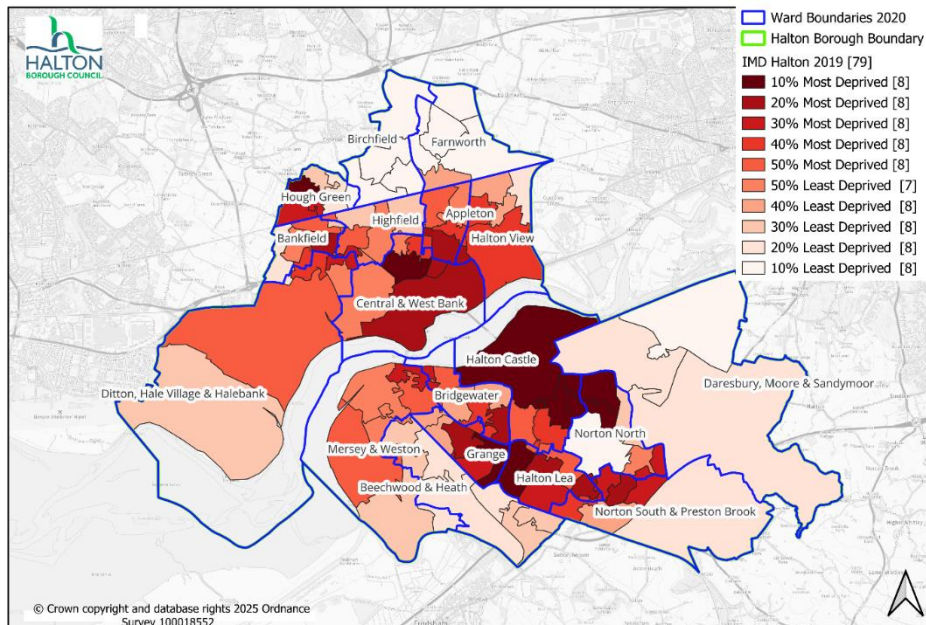 HALTON
BOROUGH COUNCIL
Ward Boundaries 2020
Halton Borough Boundary
IMD Halton 2019 [79]
10% Most Deprived [8]
20% Most Deprived [8]
30% Most Deprived [8]
40% Most Deprived [8]
50% Most Deprived [8]
50% Least Deprived [7]
40% Least Deprived [8]
30% Least Deprived [8]
20% Least Deprived [8]
10% Least Deprived [8]
Birchfield
Farnworth
Hough Green
Highfield
Appleton
Bankfield
Halton View
Central & West Bank
Halton Castle
Ditton, Hale Village & Halebank
Daresbury, Moore & Sandymoor
Bridgewater
Norton North
Mersey & Weston
Grange
Halton Lea
Beechwood & Heath
Norton South & Preston Brook
© Crown copyright and database rights 2025 Ordnance
Survey 100018552